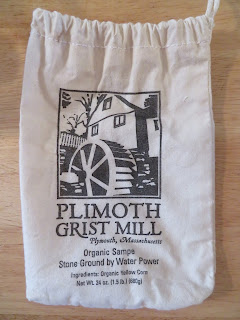 PLIMOTH
GRIST MILL
Plymouth, Massachusetts
Organic Sampe
Stone Ground by Water Power
Ingredients: Organic Yellow Corn
Net Wt. 24 oz. (1.5 lb.) (680g)